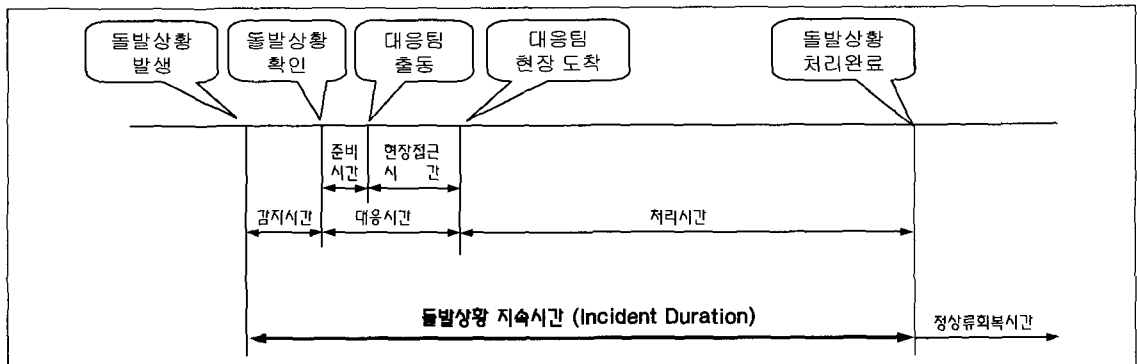 돌발상황
발생
돌발상황
확인
대응팀
출동
대응팀
현장 도착
돌발상황
처리완료
준비
시간
현장접근
시 간
감지시간
대응시간
처리시간
돌발상황 지속시간 (Incident Duration)
정상류회복시간